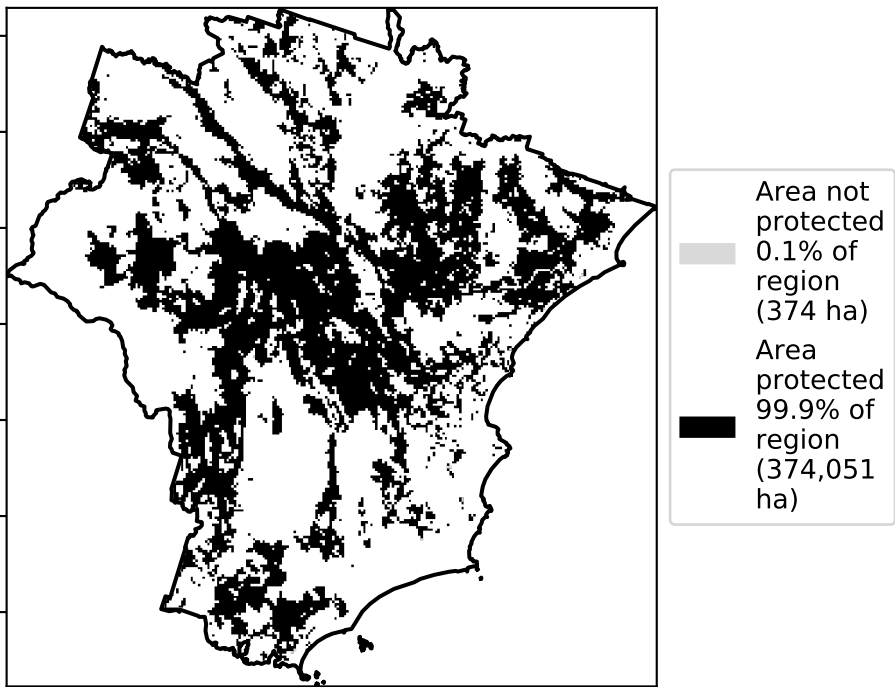 Area not
protected
0.1% of
region
(374 ha)
Area
protected
99.9% of
region
(374,051
ha)